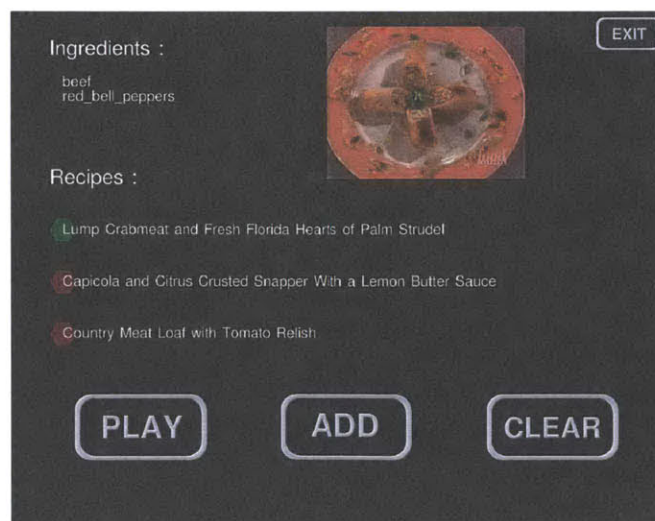 EXIT
Ingredients :
beef
red_bell_peppers
Recipes :
Lump Crabmeat and Fresh Florida Hearts of Palm Strudel
Capicola and Citrus Crusted Snapper With a Lemon Butter Sauce
Country Meat Loaf with Tomato Relish
PLAY
ADD
CLEAR